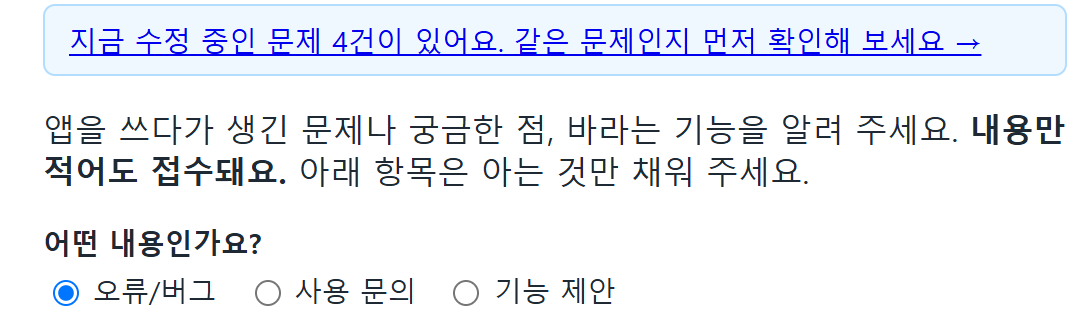 지금 수정 중인 문제 4건이 있어요. 같은 문제인지 먼저 확인해 보세요 →
앱을 쓰다가 생긴 문제나 궁금한 점, 바라는 기능을 알려 주세요. 내용만
적어도 접수돼요. 아래 항목은 아는 것만 채워 주세요.
어떤 내용인가요?
오류/버그 사용 문의 기능 제안